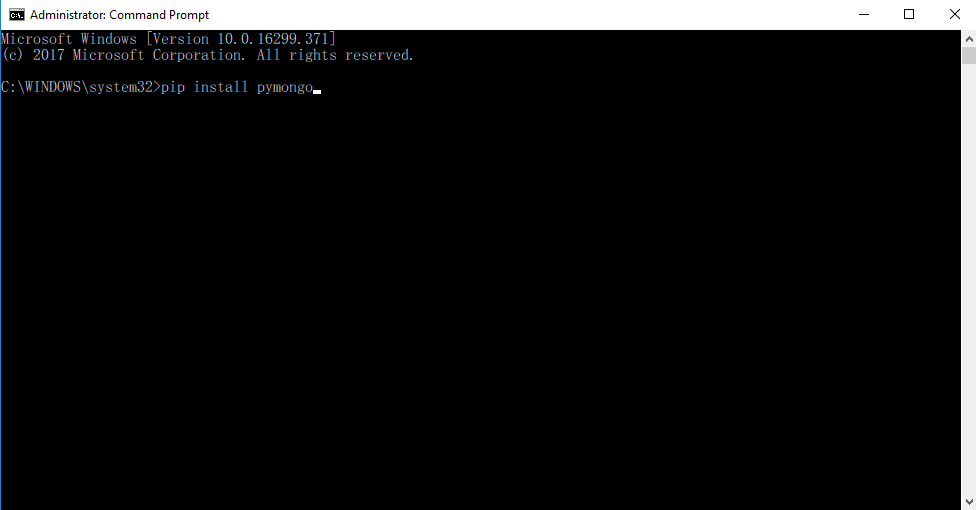 Administrator: Command Prompt
Microsoft Windows [Version 10.0.16299.371]
(c) 2017 Microsoft Corporation. All rights reserved.
C:\WINDOWS\system32>pip install pymongo